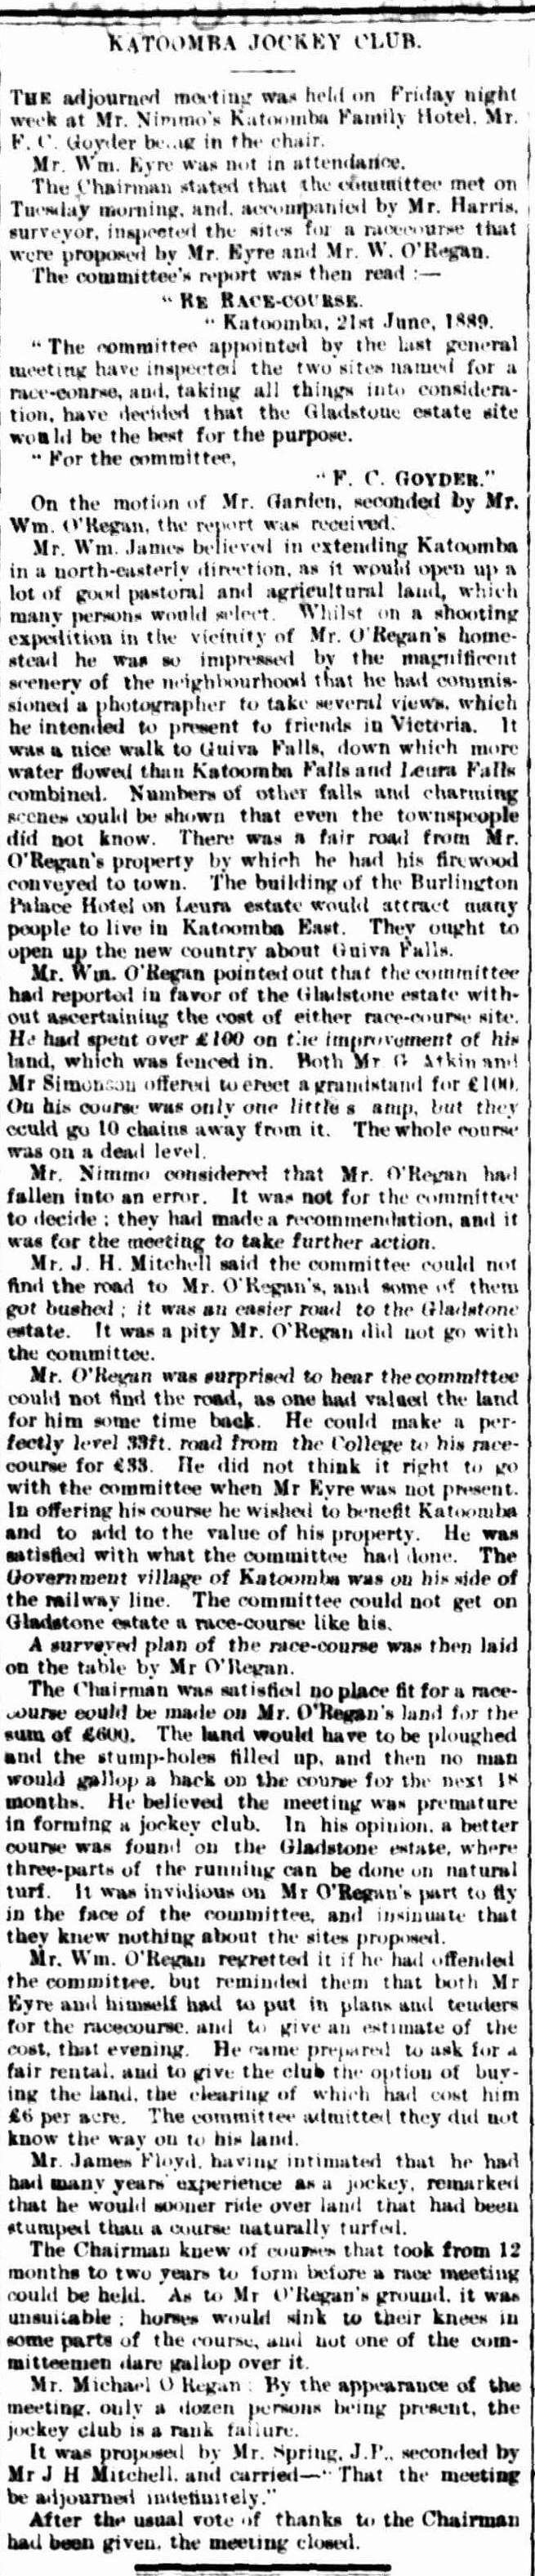 KATOOMBA JOCKEY CLUB.
THE adjourned meeting was held on Friday night
week at Mr. Nimmo's Katoomba Family Hotel, Mr.
F. C. Goyder being in the chair.
Mr. Wm. Eyre was not in attendance.
The Chairman stated that the committee met on
Tuesday morning, and, accompanied by Mr. Harris,
surveyor, inspected the sites for a racecourse that
were proposed by Mr. Eyre and Mr. W. O'Regan.
The committee's report was then read :—
"RE RACE-COURSE.
"Katoomba, 21st June, 1889.
"The committee appointed by the last general
meeting have inspected the two sites named for a
race-course, and, taking all things into considera-
tion, have decided that the Gladstone estate site
would be the best for the purpose.
"For the committee,
"F. C. GOYDER."
On the motion of Mr. Garden, seconded by Mr.
Wm. O'Regan, the report was received.
Mr. Wm. James believed in extending Katoomba
in a north-easterly direction, as it would open up a
lot of good pastoral and agricultural land, which
many persons would select. Whilst on a shooting
expedition in the vicinity of Mr. O'Regan's home-
stead he was so impressed by the magnificent
scenery of the neighbourhood that he had commis-
sioned a photographer to take several views, which
he intended to present to friends in Victoria. It
was a nice walk to Guiva Falls, down which more
water flowed than Katoomba Falls and Leura Falls
combined. Numbers of other falls and charming
scenes could be shown that even the townspeople
did not know. There was a fair road from Mr.
O'Regan's property by which he had his firewood
conveyed to town. The building of the Burlington
Palace Hotel on Leura estate would attract many
people to live in Katoomba East. They ought to
open up the new country about Guiva Falls.
Mr. Wm. O'Regan pointed out that the committee
had reported in favor of the Gladstone estate with-
out ascertaining the cost of either race-course site.
He had spent over £100 on the improvement of his
land, which was fenced in. Both Mr G Atkin and
Mr Simonson offered to erect a grandstand for £100.
On his course was only one little s amp, but they
could go 10 chains away from it. The whole course
was on a dead level.
Mr. Nimmo considered that Mr. O'Regan had
fallen into an error. It was not for the committee
to decide ; they had made a recommendation, and it
was for the meeting to take further action.
Mr. J. H. Mitchell said the committee could not
find the road to Mr. O'Regan's, and some of them
got bushed ; it was an easier road to the Gladstone
estate. It was a pity Mr. O'Regan did not go with
the committee.
Mr. O'Regan was surprised to hear the committee
could not find the road, as one had valued the land
for him some time back. He could make a per-
fectly level 33ft. road from the College to his race-
course for £33. He did not think it right to go
with the committee when Mr Eyre was not present.
In offering his course he wished to benefit Katoomba
and to add to the value of his property. He was
satisfied with what the committee had done. The
Government village of Katoomba was on his side of
the railway line. The committee could not get on
Gladstone estate a race-course like his.
A surveyed plan of the race-course was then laid
on the table by Mr O'Regan.
The Chairman was satisfied no place fit for a race-
course could be made on Mr. O'Regan's land for the
sum of £600. The land would have to be ploughed
and the stump-holes filled up, and then no man
would gallop a hack on the course for the next 18
months. He believed the meeting was premature
in forming a jockey club. In his opinion, a better
course was found on the Gladstone estate, where
three-parts of the running can be done on natural
turf. It was invidious on Mr O'Regan's part to fly
in the face of the committee, and insinuate that
they knew nothing about the sites proposed.
Mr. Wm. O'Regan regretted it if he had offended
the committee, but reminded them that both Mr
Eyre and himself had to put in plans and tenders
for the racecourse, and to give an estimate of the
cost, that evening. He came prepared to ask for a
fair rental, and to give the club the option of buy-
ing the land, the clearing of which had cost him
£6 per acre. The committee admitted they did not
know the way on to his land.
Mr. James Floyd, having intimated that he had
had many years' experience as a jockey, remarked
that he would sooner ride over land that had been
stumped than a course naturally turfed.
The Chairman knew of courses that took from 12
months to two years to form before a race meeting
could be held. As to Mr O'Regan's ground, it was
unsuitable ; horses would sink to their knees in
some parts of the course, and not one of the com-
mitteemen dare gallop over it.
Mr. Michael O Regan : By the appearance of the
meeting, only a dozen persons being present, the
jockey club is a rank failure.
It was proposed by Mr. Spring, J.P., seconded by
Mr J H Mitchell, and carried—"That the meeting
be adjourned indefinitely."
After the usual vote of thanks to the Chairman
had been given, the meeting closed.